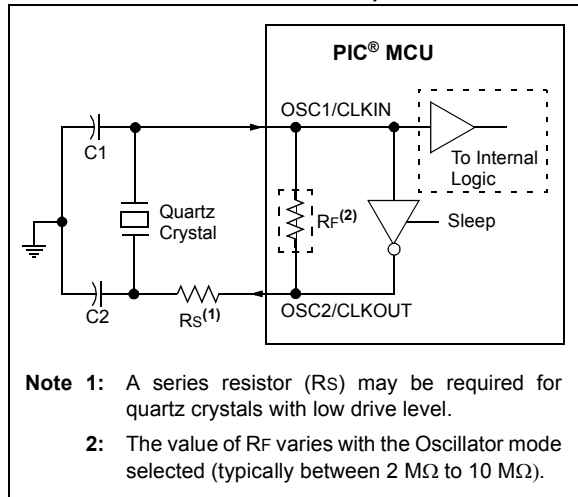 PIC® MCU
OSC1/CLKIN
C1
To Internal
Logic
Quartz
Crystal
RF(2)
Sleep
C2
RS(1)
OSC2/CLKOUT
Note 1: A series resistor (RS) may be required for
quartz crystals with low drive level.
2: The value of RF varies with the Oscillator mode
selected (typically between 2 MΩ to 10 MΩ).